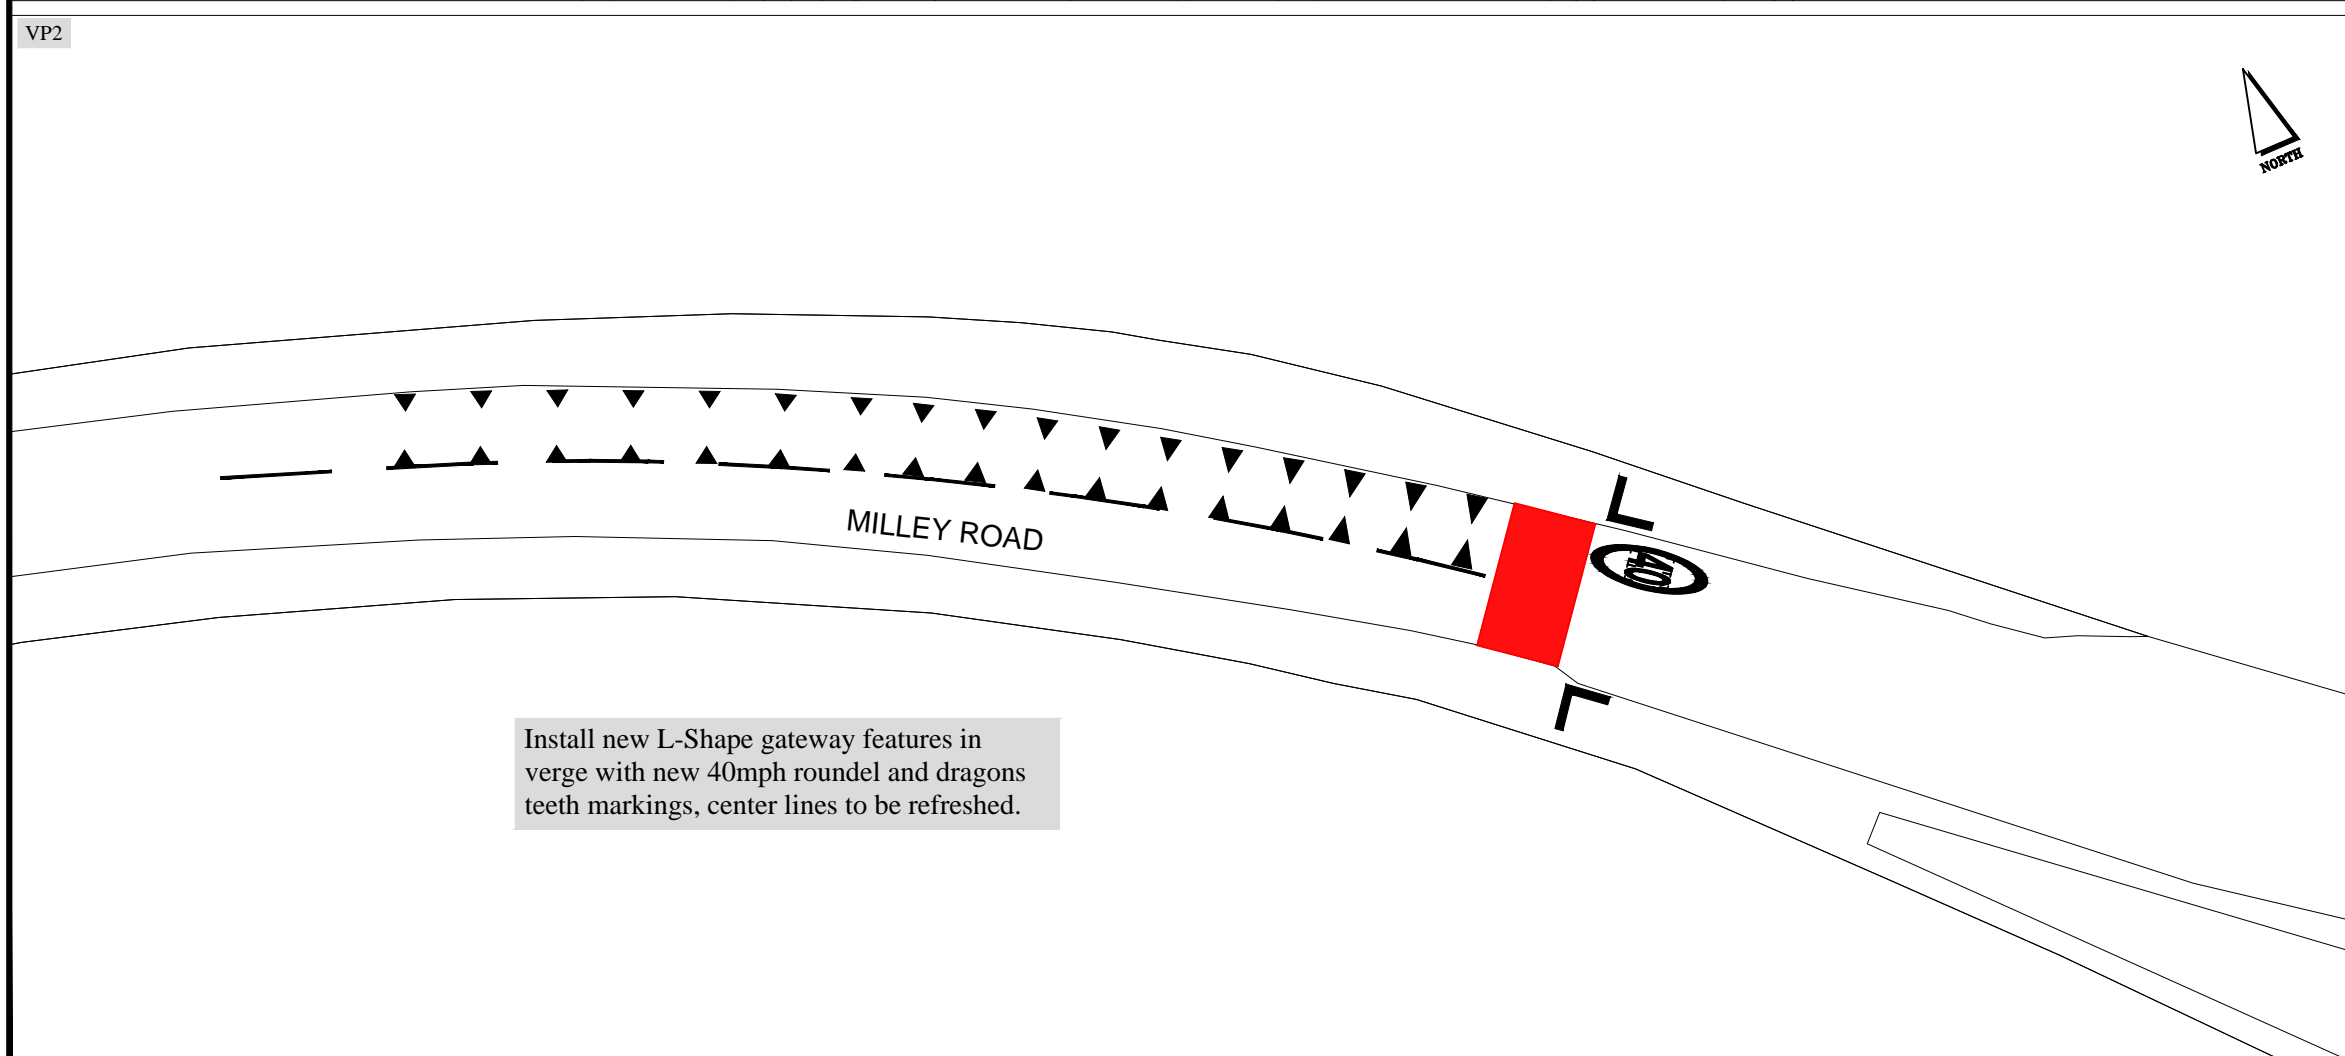 VP2
NORTH
MILLEY ROAD
40
Install new L-Shape gateway features in
verge with new 40mph roundel and dragons
teeth markings, center lines to be refreshed.